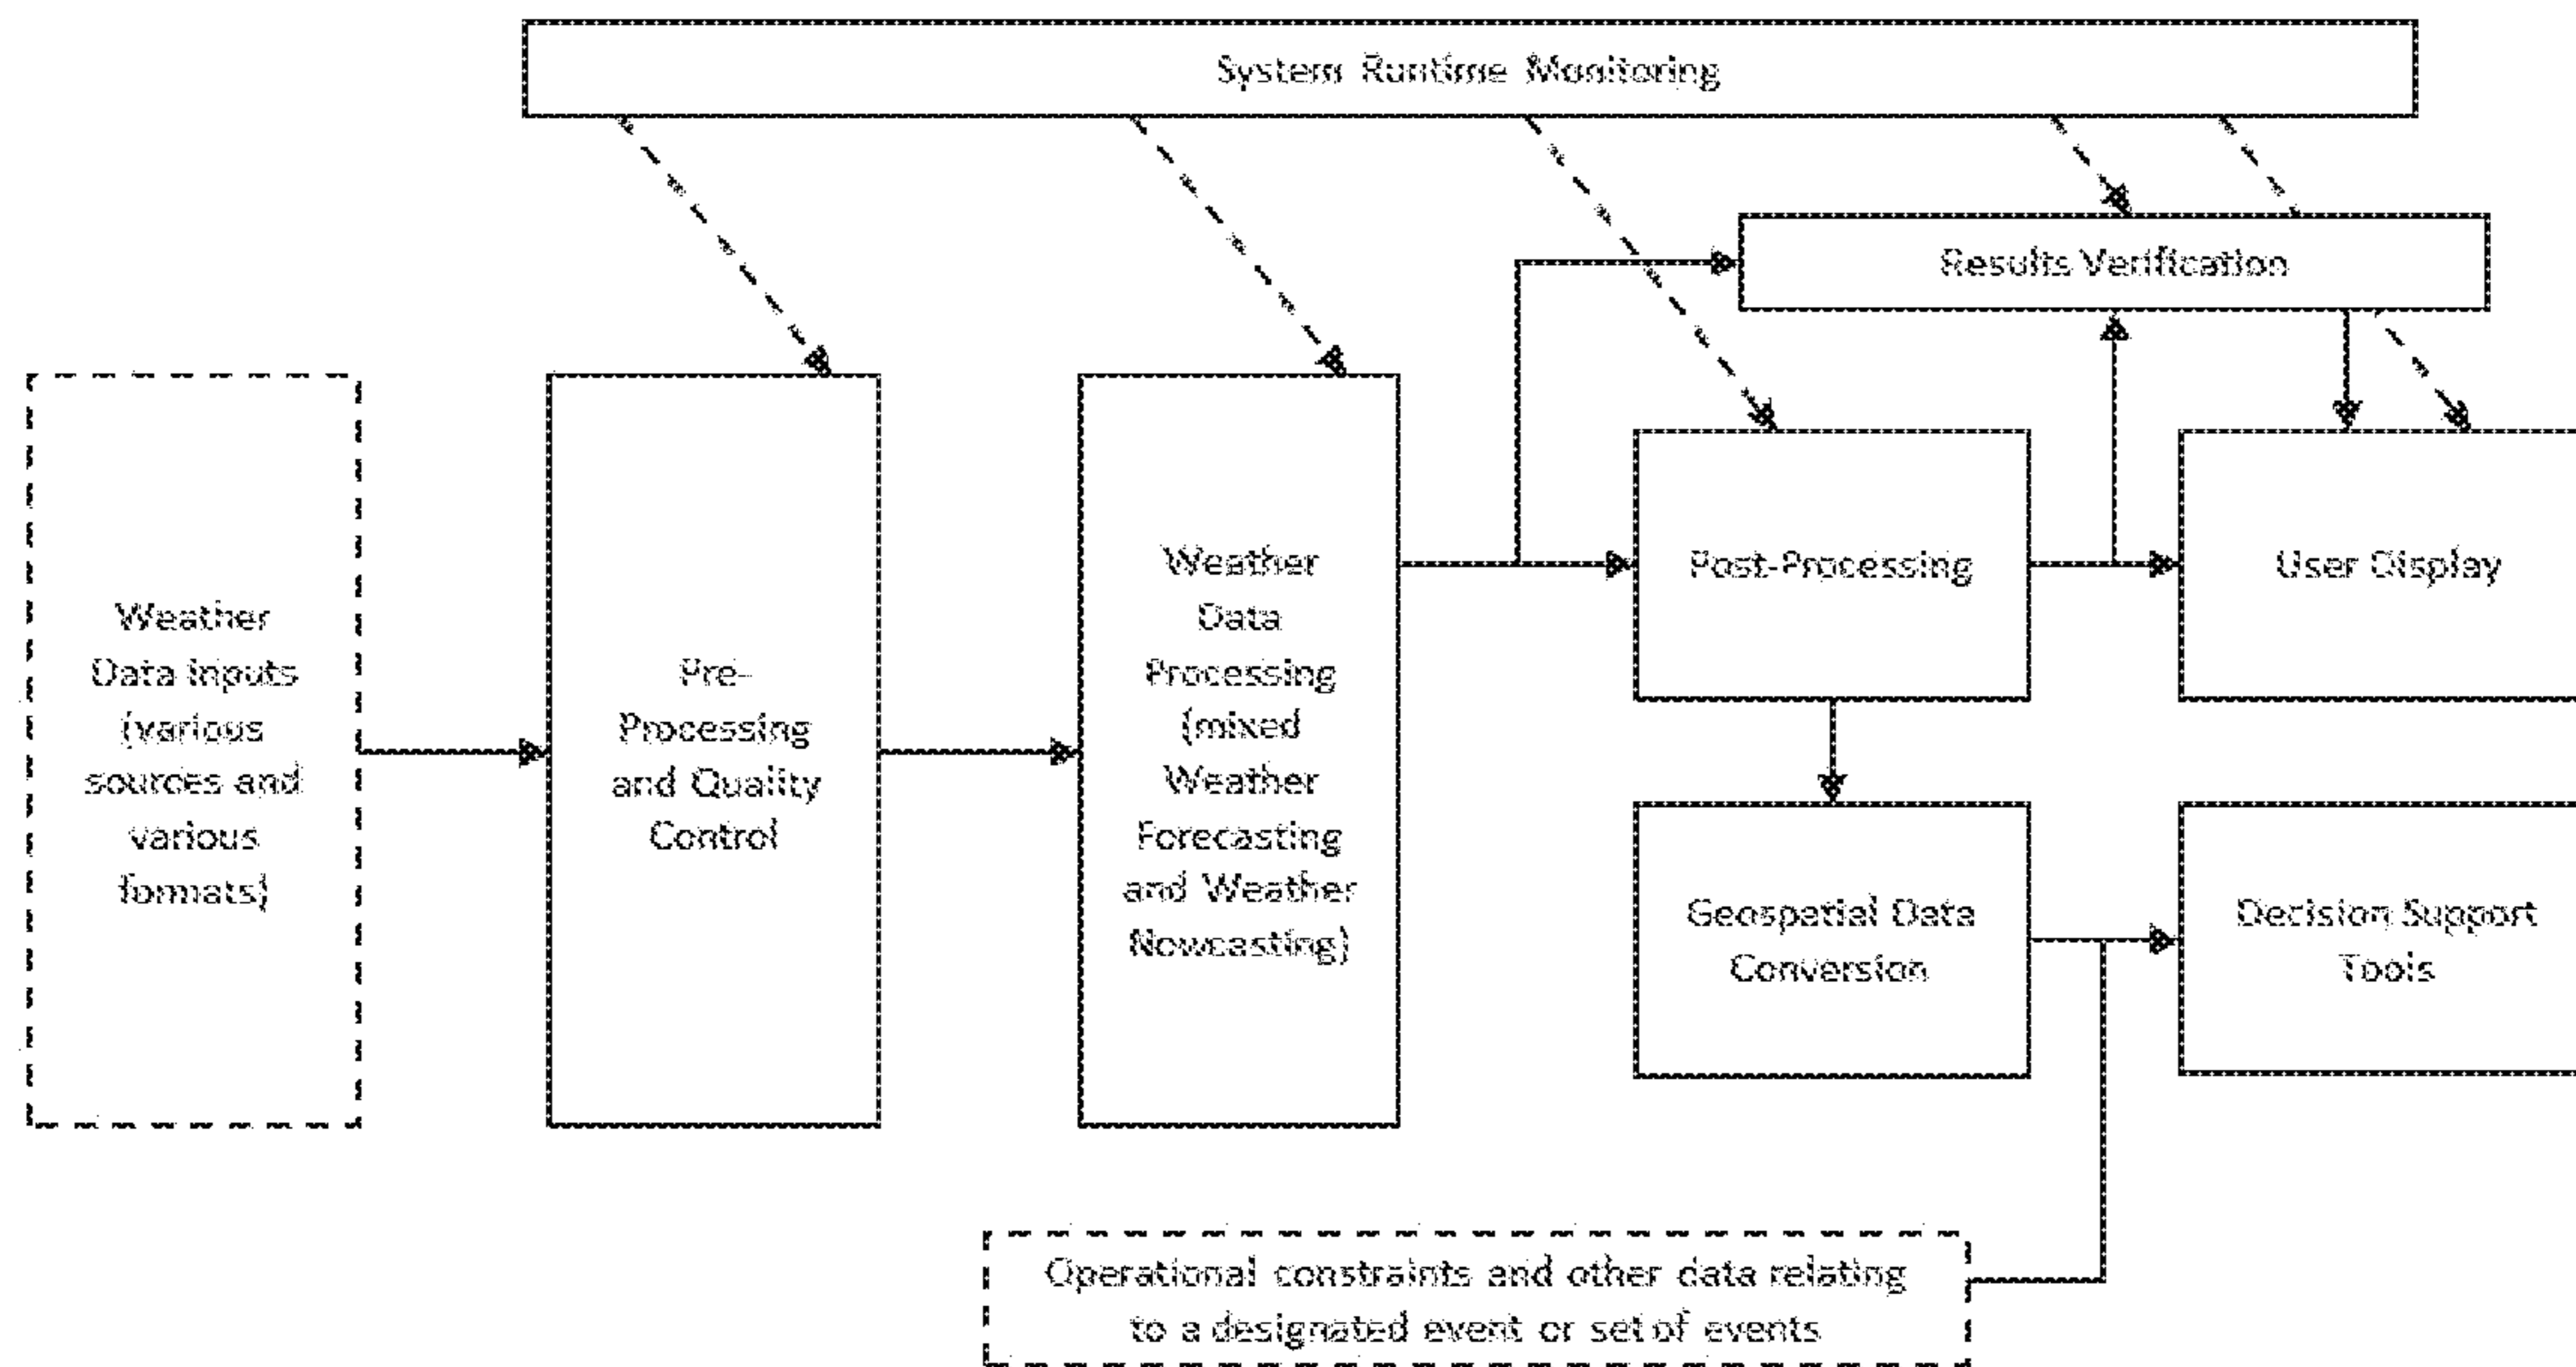 System Runtime Monitoring
Results Verification
Weather
Data Inputs
(various
sources and
various
formats)
Pre-
Processing
and Quality
Control
Weather
Data
Processing
(mixed
Weather
Forecasting
and Weather
Nowcasting)
Post-Processing
User Display
Geospatial Data
Conversion
Decision Support
Tools
Operational constraints and other data relating
to a designated event or set of events